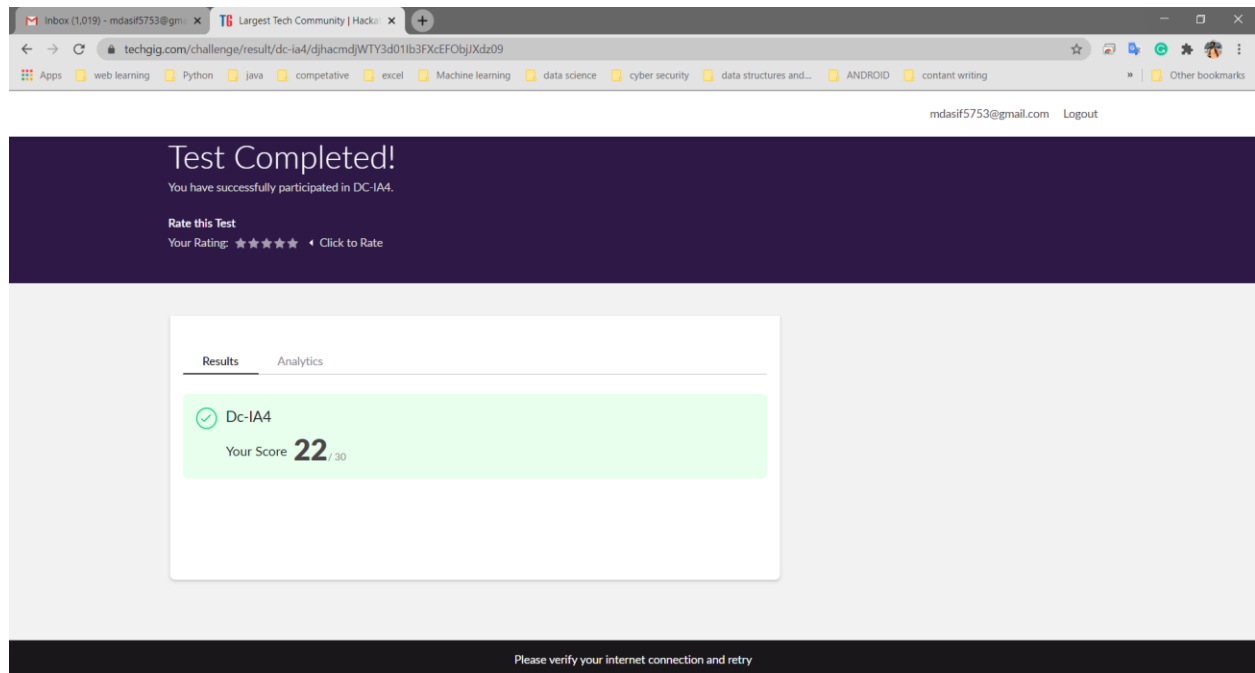 Inbox (1,019) - mdasif5753@gma
Largest Tech Community | Hacka
techgig.com/challenge/result/dc-ia4/djhacmdjWTY3d01Ib3FXcEFObjJXdz09
Apps web learning Python java competative excel Machine learning data science cyber security data structures and... ANDROID contant writing » Other bookmarks
mdasif5753@gmail.com Logout
Test Completed!
You have successfully participated in DC-IA4.
Rate this Test
Your Rating: Click to Rate
Results Analytics
Dc-IA4
Your Score 22 / 30
Please verify your internet connection and retry